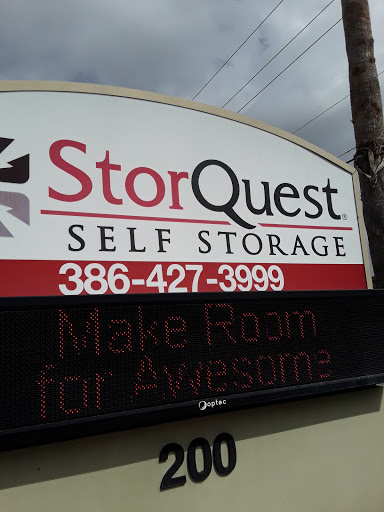 StorQuest®
SELF STORAGE
386-427-3999
Make Room
for Awesome
optec
200